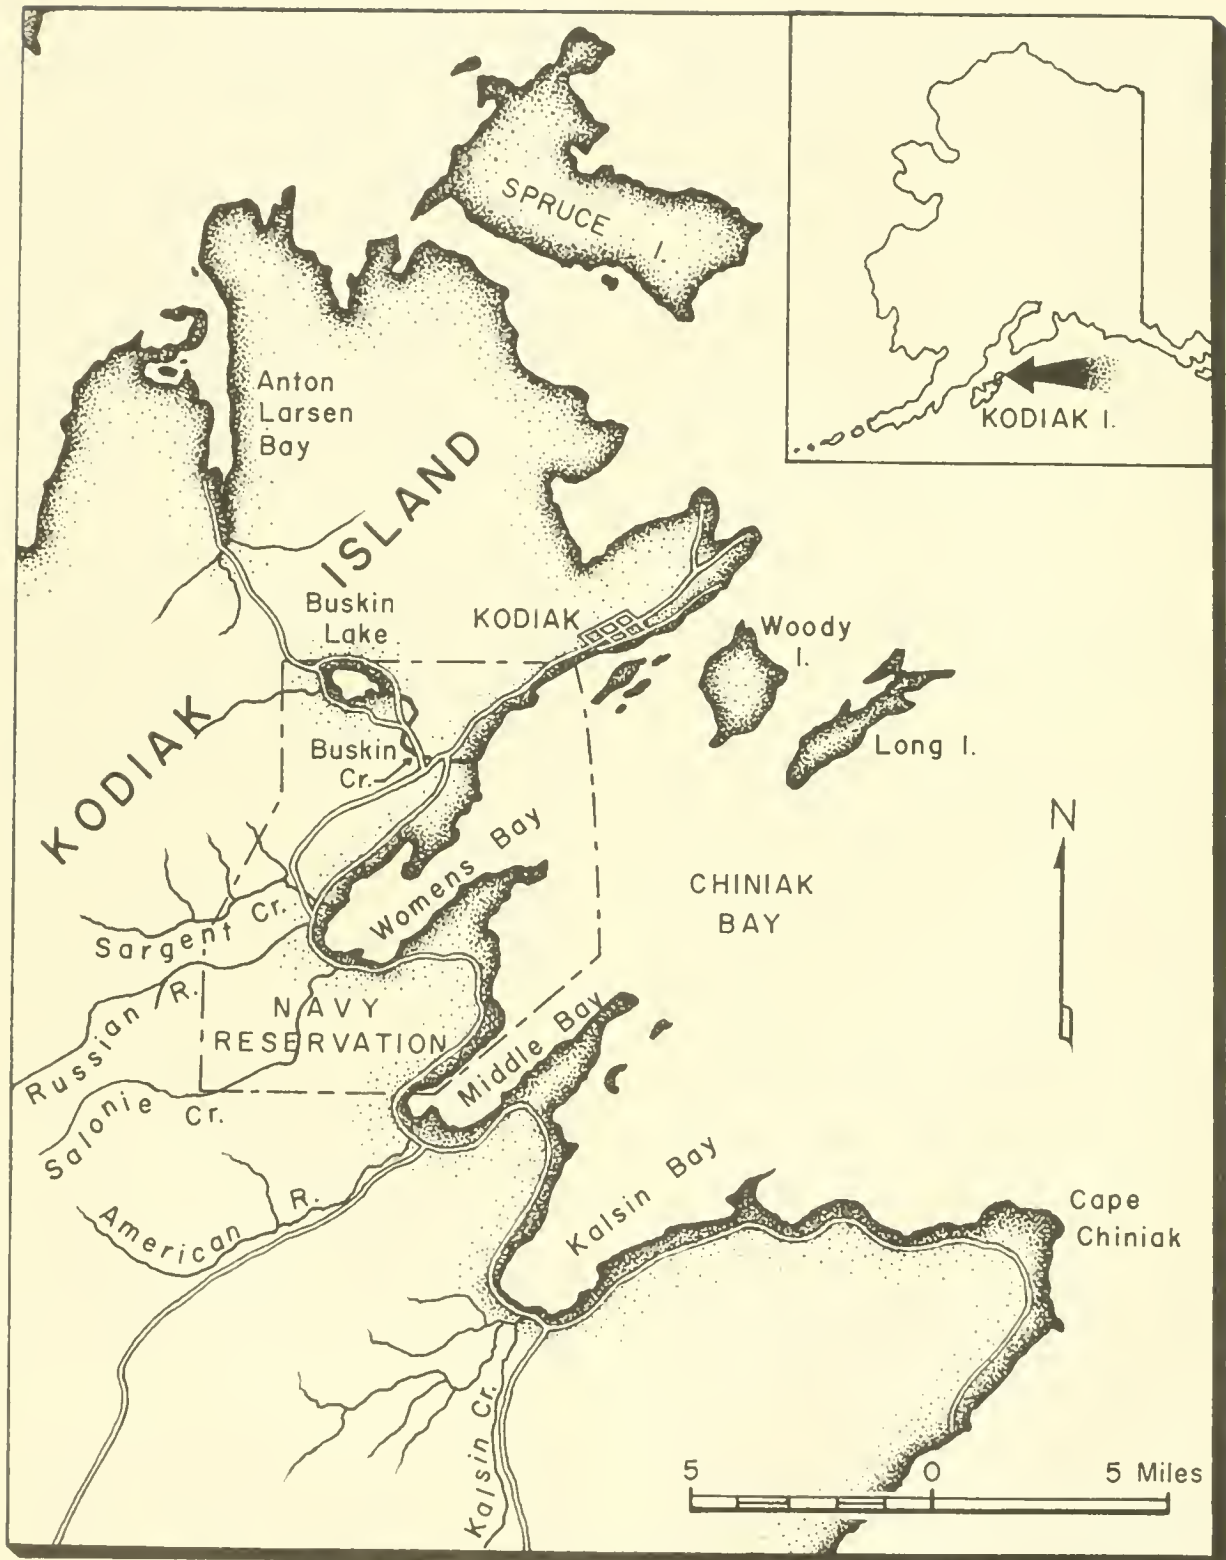 SPRUCE I.
KODIAK I.
Anton
Larsen
Bay
KODIAK ISLAND
Buskin
Lake
KODIAK
Woody
I.
Long I.
Buskin
Cr.
Womens Bay
N
CHINIAK
BAY
Sargent Cr.
Russian R.
NAVY
RESERVATION
Middle Bay
Salonie Cr.
American R.
Kalsin Bay
Cape
Chiniak
Kalsin Cr.
5 0 5 Miles